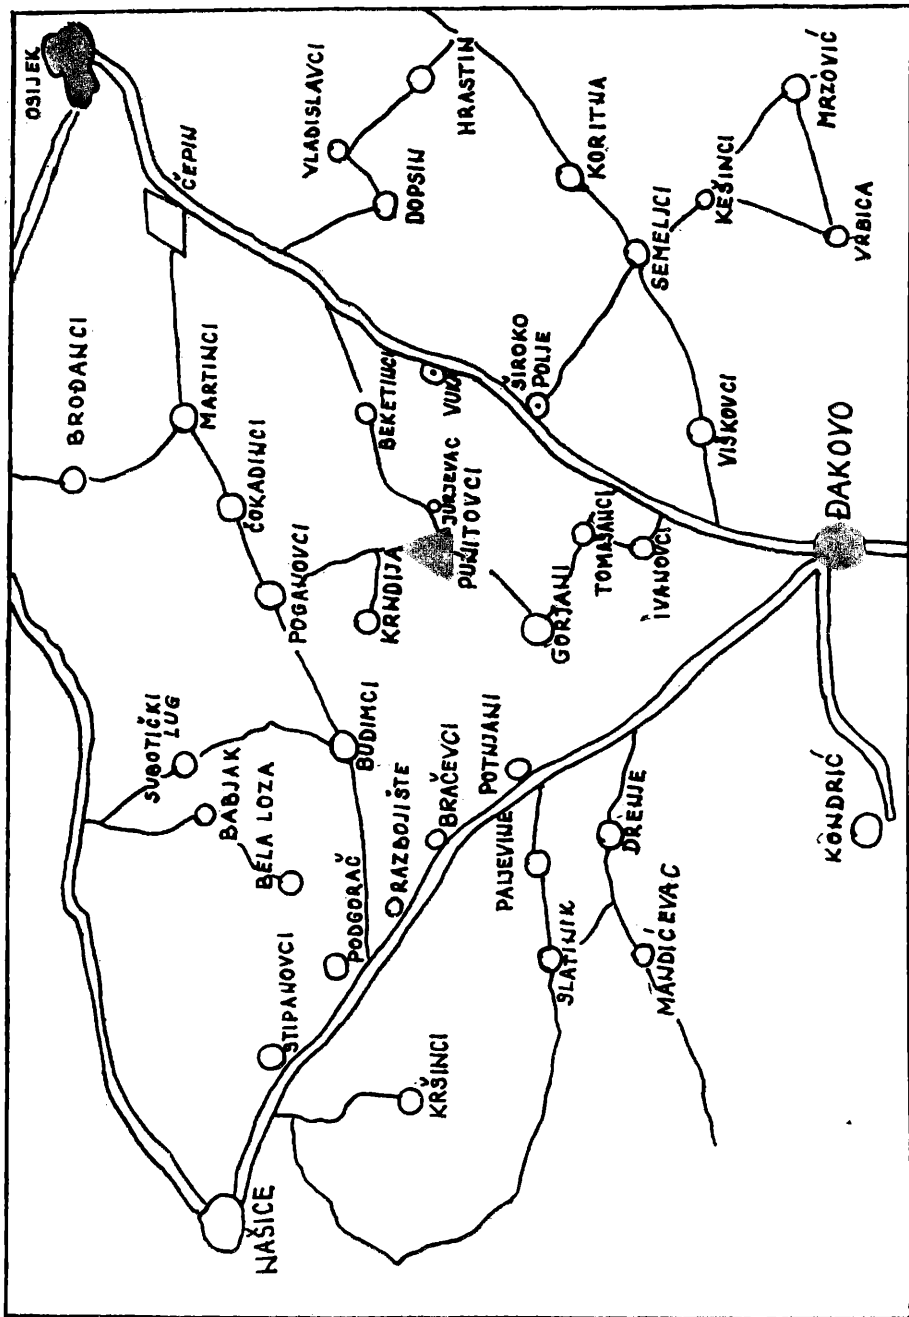 OSIJEK
BROĐANCI
SUBOTIČKI
LUG
ČEPIN
MARTINCI
BABJAK
BELA LOZA
ČOKADINCI
NAŠICE
STIPANOVCI
POGANOVCI
VLADISLAVCI
PODGORAČ
BUDIMCI
KRNDIJA
BEKETINCI
RAZBOJIŠTE
DOPSIN
KRŠINCI
BRAČEVCI
JURJEVAC
VUKA
PUNITOVCI
HRASTIN
POTNJANI
PALJEVINE
ŠIROKO
POLJE
GORJANI
SLATINIK
TOMAŠANCI
KORITNA
DRENJE
IVANOVCI
MANDIĆEVAC
SEMELJCI
VIŠKOVCI
KEŠINCI
MRZOVIĆ
KONDRIĆ
ĐAKOVO
VRBICA